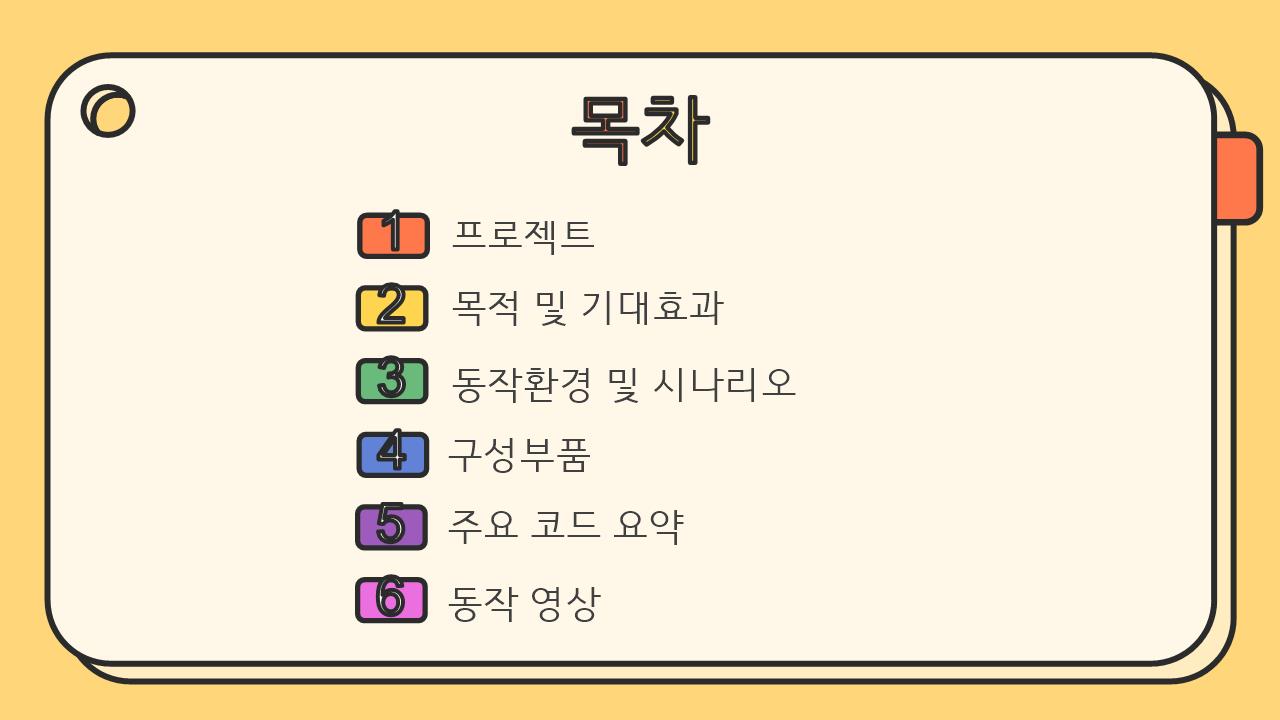 목차
1 프로젝트
2 목적 및 기대효과
3 동작환경 및 시나리오
4 구성부품
5 주요 코드 요약
6 동작 영상